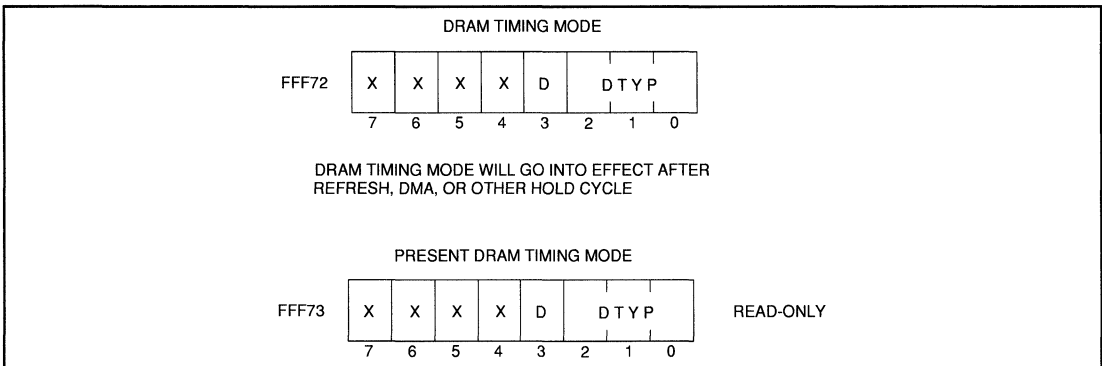 DRAM TIMING MODE
FFF72 X X X X D DTYP
7 6 5 4 3 2 1 0
DRAM TIMING MODE WILL GO INTO EFFECT AFTER
REFRESH, DMA, OR OTHER HOLD CYCLE
PRESENT DRAM TIMING MODE
FFF73 X X X X D DTYP READ-ONLY
7 6 5 4 3 2 1 0